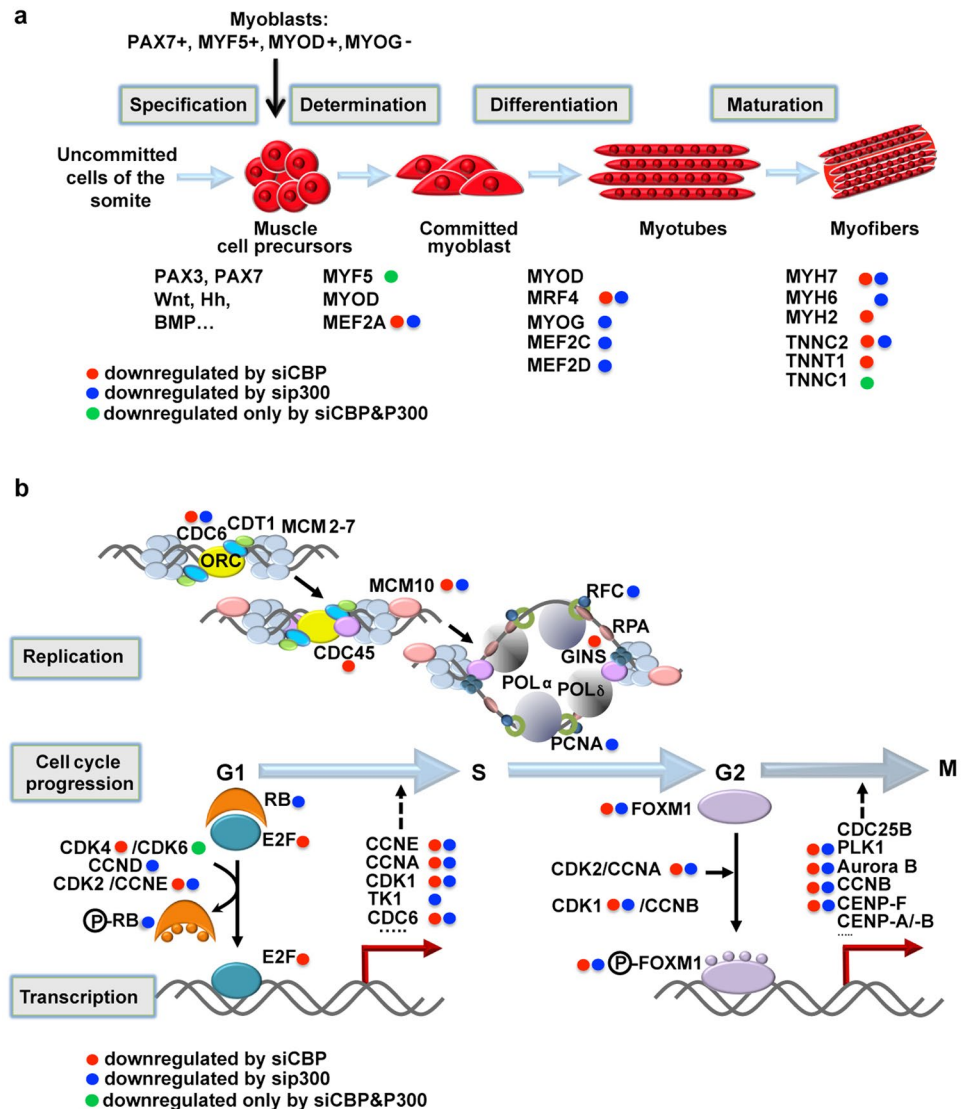 a
Myoblasts:
PAX7+, MYF5+, MYOD+, MYOG-
Specification
Determination
Differentiation
Maturation
Uncommitted
cells of the
somite
Muscle
cell precursors
Committed
myoblast
Myotubes
Myofibers
PAX3, PAX7
Wnt, Hh,
BMP...
MYF5
MYOD
MEF2A
MYOD
MRF4
MYOG
MEF2C
MEF2D
MYH7
MYH6
MYH2
TNNC2
TNNT1
TNNC1
downregulated by siCBP
downregulated by sip300
downregulated only by siCBP&P300
b
CDC6
CDT1
MCM 2-7
ORC
MCM10
CDC45
RFC
RPA
GINS
POL α
POL δ
PCNA
Replication
Cell cycle
progression
G1
S
G2
M
RB
E2F
CDK4 /CDK6
CCND
CDK2 /CCNE
P-RB
E2F
CCNE
CCNA
CDK1
TK1
CDC6
.....
FOXM1
CDK2/CCNA
CDK1 /CCNB
P-FOXM1
CDC25B
PLK1
Aurora B
CCNB
CENP-F
CENP-A/-B
.....
Transcription
downregulated by siCBP
downregulated by sip300
downregulated only by siCBP&P300